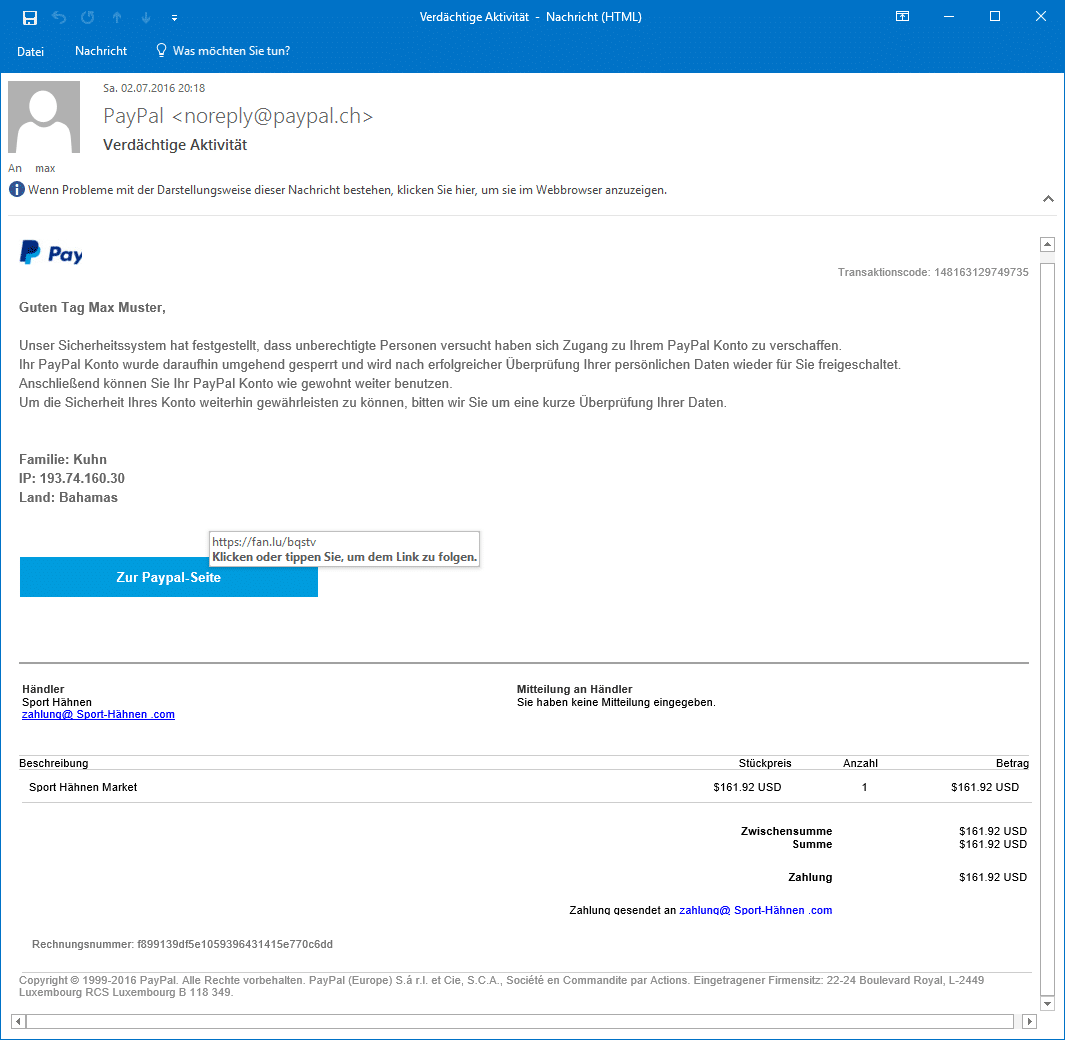 Verdächtige Aktivität - Nachricht (HTML)
Datei Nachricht Was möchten Sie tun?
Sa. 02.07.2016 20:18
PayPal <noreply@paypal.ch>
Verdächtige Aktivität
An max
Wenn Probleme mit der Darstellungsweise dieser Nachricht bestehen, klicken Sie hier, um sie im Webbrowser anzuzeigen.
Pay
Transaktionscode: 148163129749735
Guten Tag Max Muster,
Unser Sicherheitssystem hat festgestellt, dass unberechtigte Personen versucht haben sich Zugang zu Ihrem PayPal Konto zu verschaffen.
Ihr PayPal Konto wurde daraufhin umgehend gesperrt und wird nach erfolgreicher Überprüfung Ihrer persönlichen Daten wieder für Sie freigeschaltet.
Anschließend können Sie Ihr PayPal Konto wie gewohnt weiter benutzen.
Um die Sicherheit Ihres Konto weiterhin gewährleisten zu können, bitten wir Sie um eine kurze Überprüfung Ihrer Daten.
Familie: Kuhn
IP: 193.74.160.30
Land: Bahamas
https://fan.lu/bqstv
Klicken oder tippen Sie, um dem Link zu folgen.
Zur Paypal-Seite
Händler Mitteilung an Händler
Sport Hähnen Sie haben keine Mitteilung eingegeben.
zahlung@ Sport-Hähnen .com
Beschreibung Stückpreis Anzahl Betrag
Sport Hähnen Market $161.92 USD 1 $161.92 USD
Zwischensumme $161.92 USD
Summe $161.92 USD
Zahlung $161.92 USD
Zahlung gesendet an zahlung@ Sport-Hähnen .com
Rechnungsnummer: f899139df5e1059396431415e770c6dd
Copyright © 1999-2016 PayPal. Alle Rechte vorbehalten. PayPal (Europe) S.á r.l. et Cie, S.C.A., Société en Commandite par Actions. Eingetragener Firmensitz: 22-24 Boulevard Royal, L-2449
Luxembourg RCS Luxembourg B 118 349.